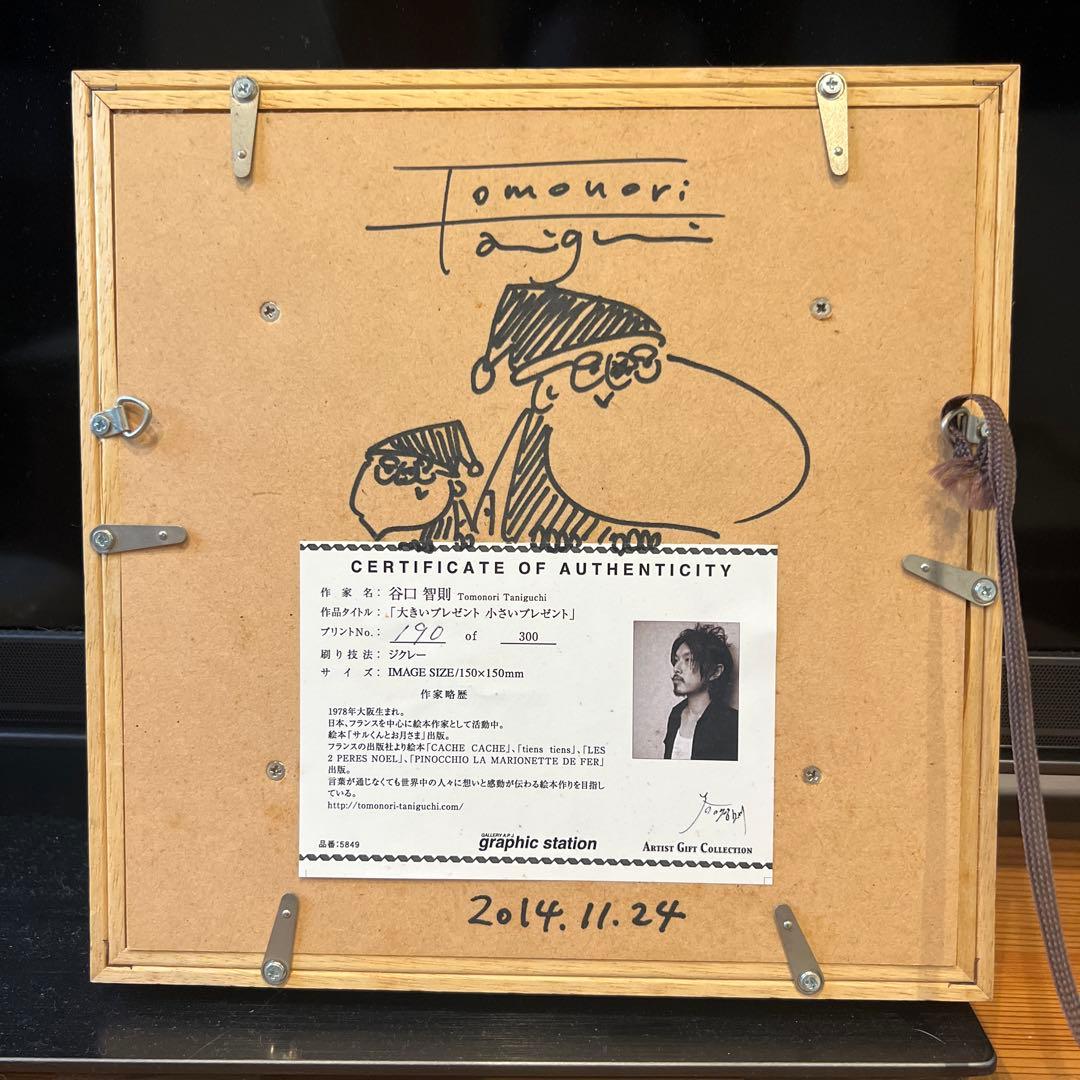 Tomonori
Taniguchi
CERTIFICATE OF AUTHENTICITY
作 家 名： 谷口 智則 Tomonori Taniguchi
作品タイトル：「大きいプレゼント 小さいプレゼント」
プリントNo.： 190 of 300
刷り技法： ジクレー
サ イ ズ： IMAGE SIZE/150×150mm
作家略歴
1978年大阪生まれ。
日本、フランスを中心に絵本作家として活動中。
絵本「サルくんとお月さま」出版。
フランスの出版社より絵本「CACHE CACHE」、「tiens tiens」、「LES
2 PERES NOEL」、「PINOCCHIO LA MARIONETTE DE FER」
出版。
言葉が通じなくても世界中の人々に想いと感動が伝わる絵本作りを目指し
ている。
http://tomonori-taniguchi.com/
品番：5849
GALLERY A.P.J
graphic station
ARTIST GIFT COLLECTION
2014.11.24